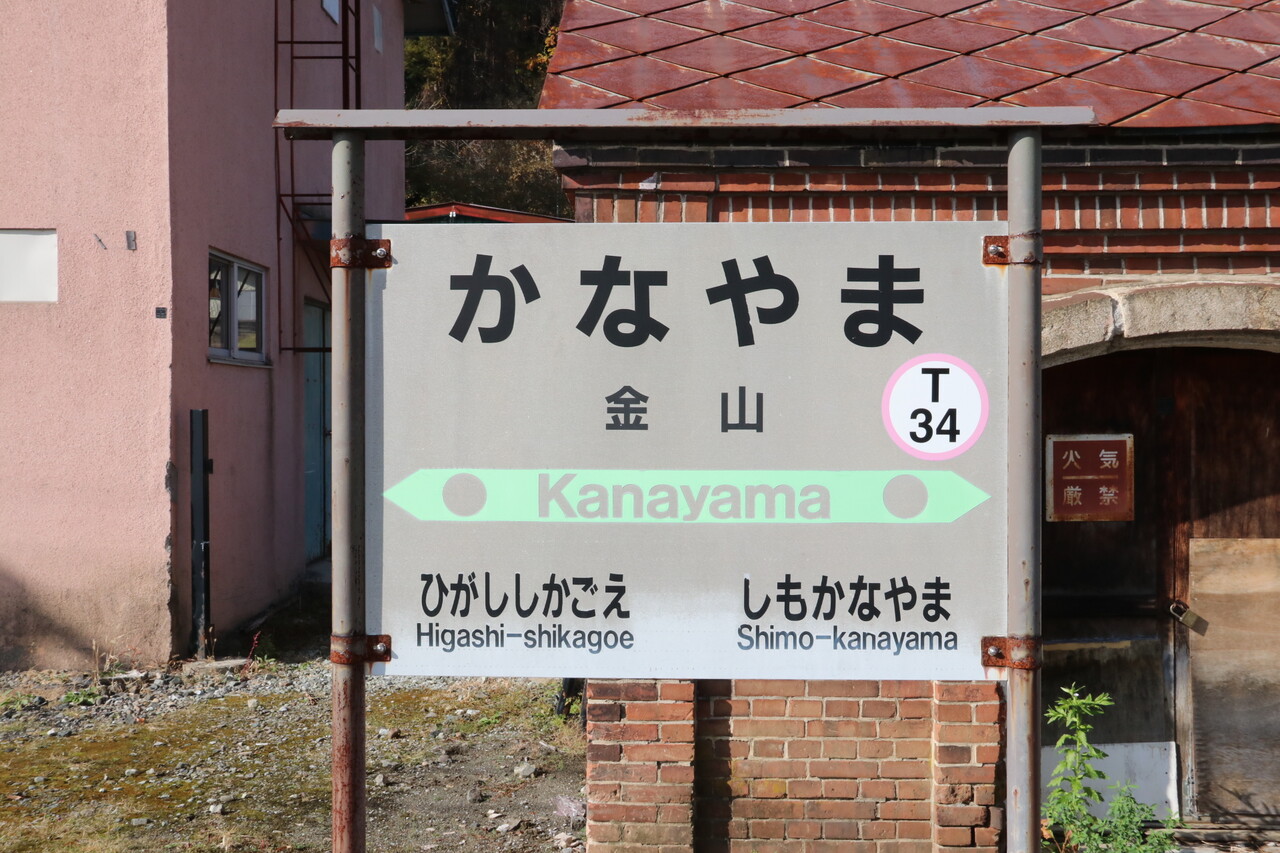 かなやま
金山
T
34
Kanayama
ひがししかごえ
Higashi-shikagoe
しもかなやま
Shimo-kanayama
火気
厳禁